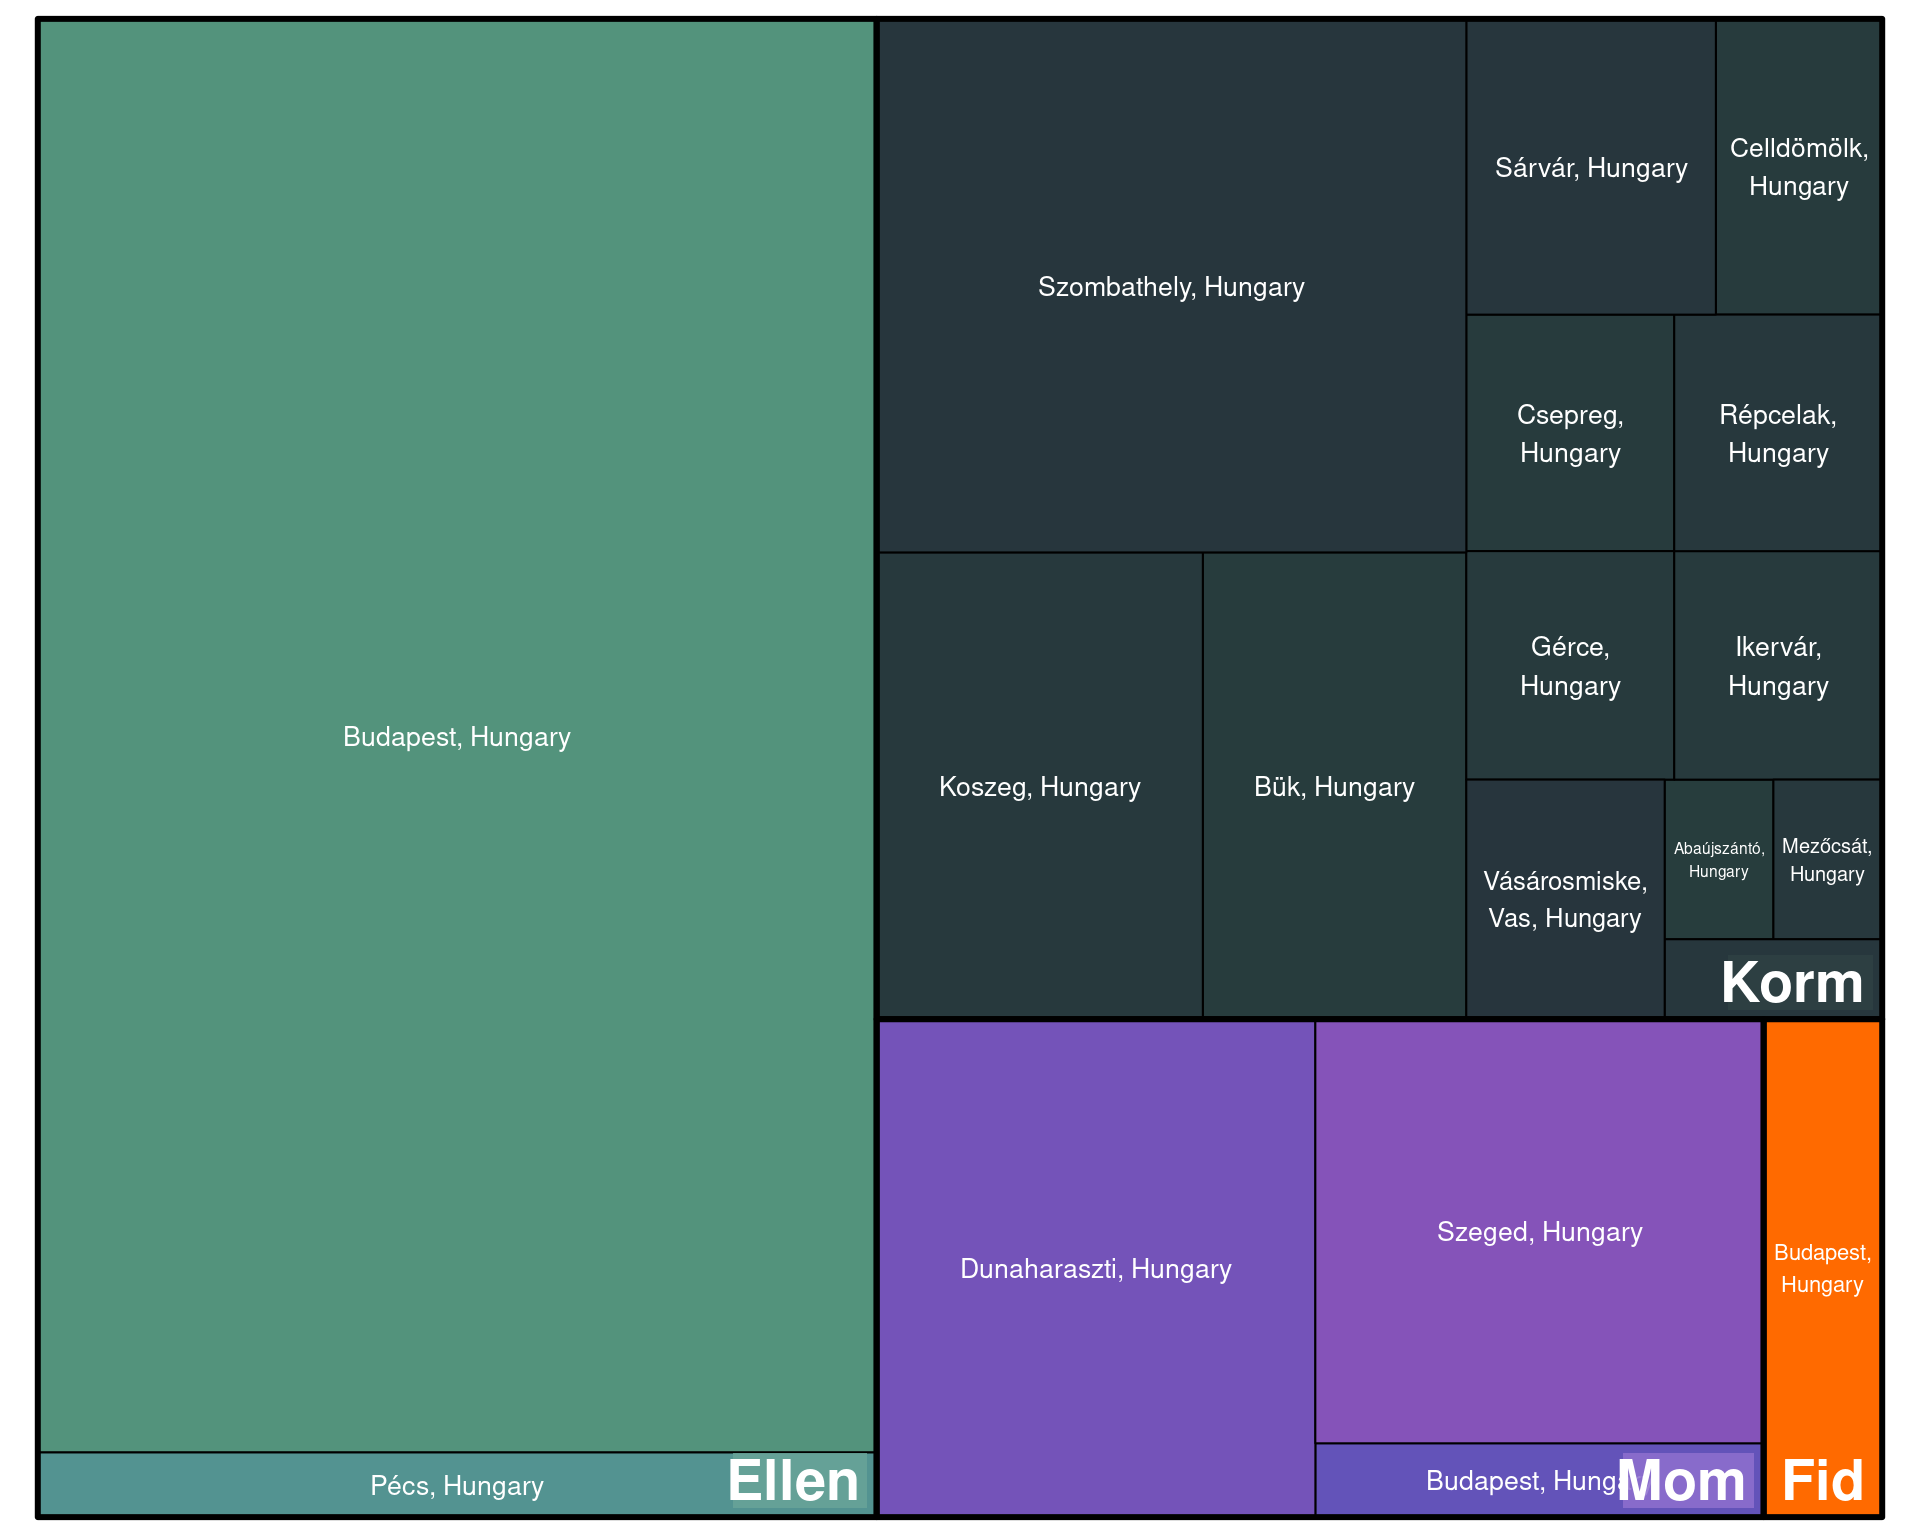 Budapest, Hungary
Pécs, Hungary
Ellen
Szombathely, Hungary
Sárvár, Hungary
Celldömölk,
Hungary
Csepreg,
Hungary
Répcelak,
Hungary
Koszeg, Hungary
Bük, Hungary
Gérce,
Hungary
Ikervár,
Hungary
Vásárosmiske,
Vas, Hungary
Abaújszántó,
Hungary
Mezőcsát,
Hungary
Korm
Dunaharaszti, Hungary
Szeged, Hungary
Budapest, Hunga
Mom
Budapest,
Hungary
Fid